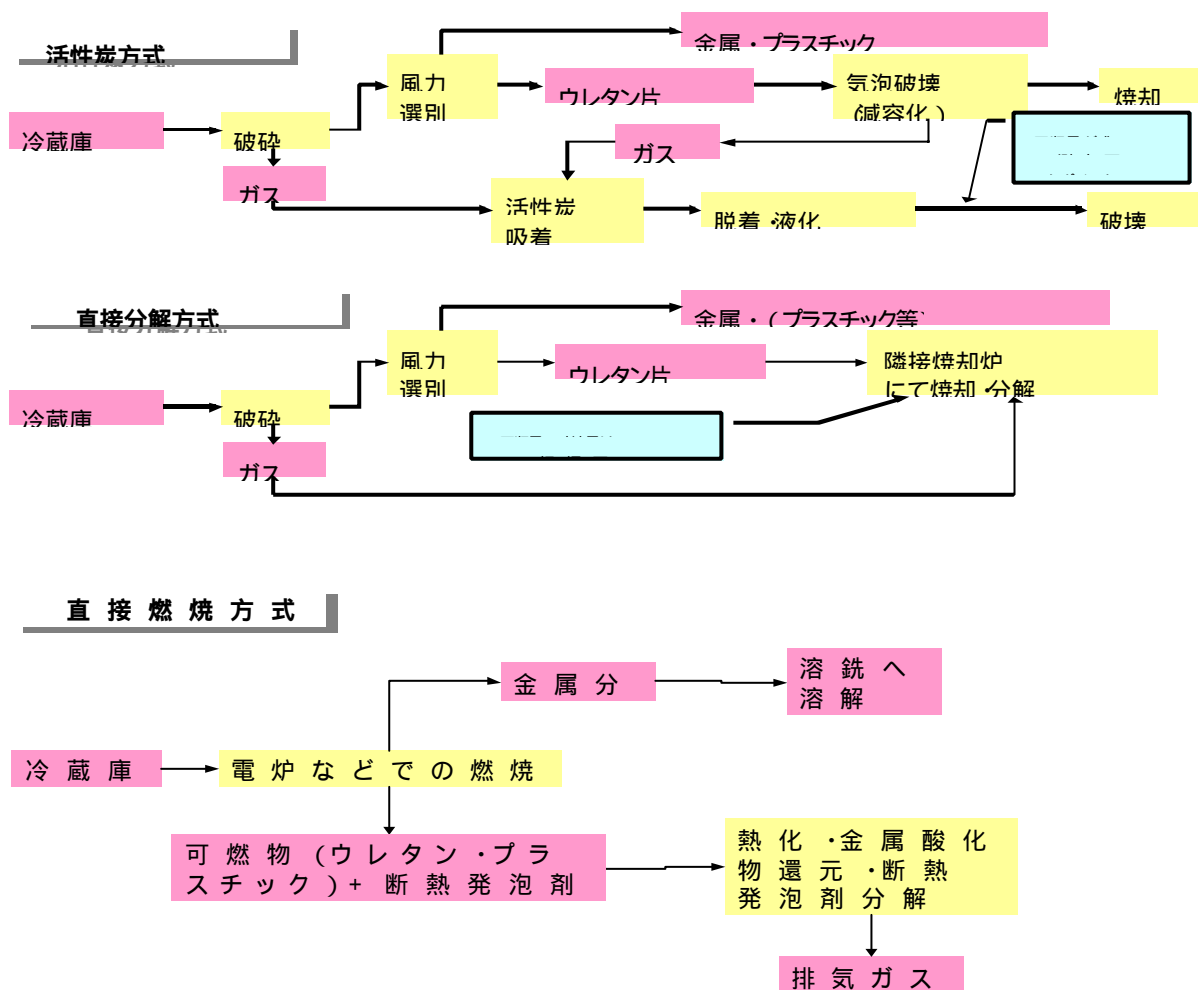 活性炭方式
金属・プラスチック
風力
選別
ウレタン片
気泡破壊
(減容化)
焼却
冷蔵庫
破砕
ガス
ガス
活性炭
吸着
脱着・液化
破壊
直接分解方式
金属・(プラスチック等)
風力
選別
ウレタン片
隣接焼却炉
にて焼却・分解
冷蔵庫
破砕
ガス
直接燃焼方式
金属分
溶銑へ
溶解
冷蔵庫
電炉などでの燃焼
可燃物(ウレタン・プラ
スチック)+断熱発泡剤
熱化・金属酸化
物還元・断熱
発泡剤分解
排気ガス